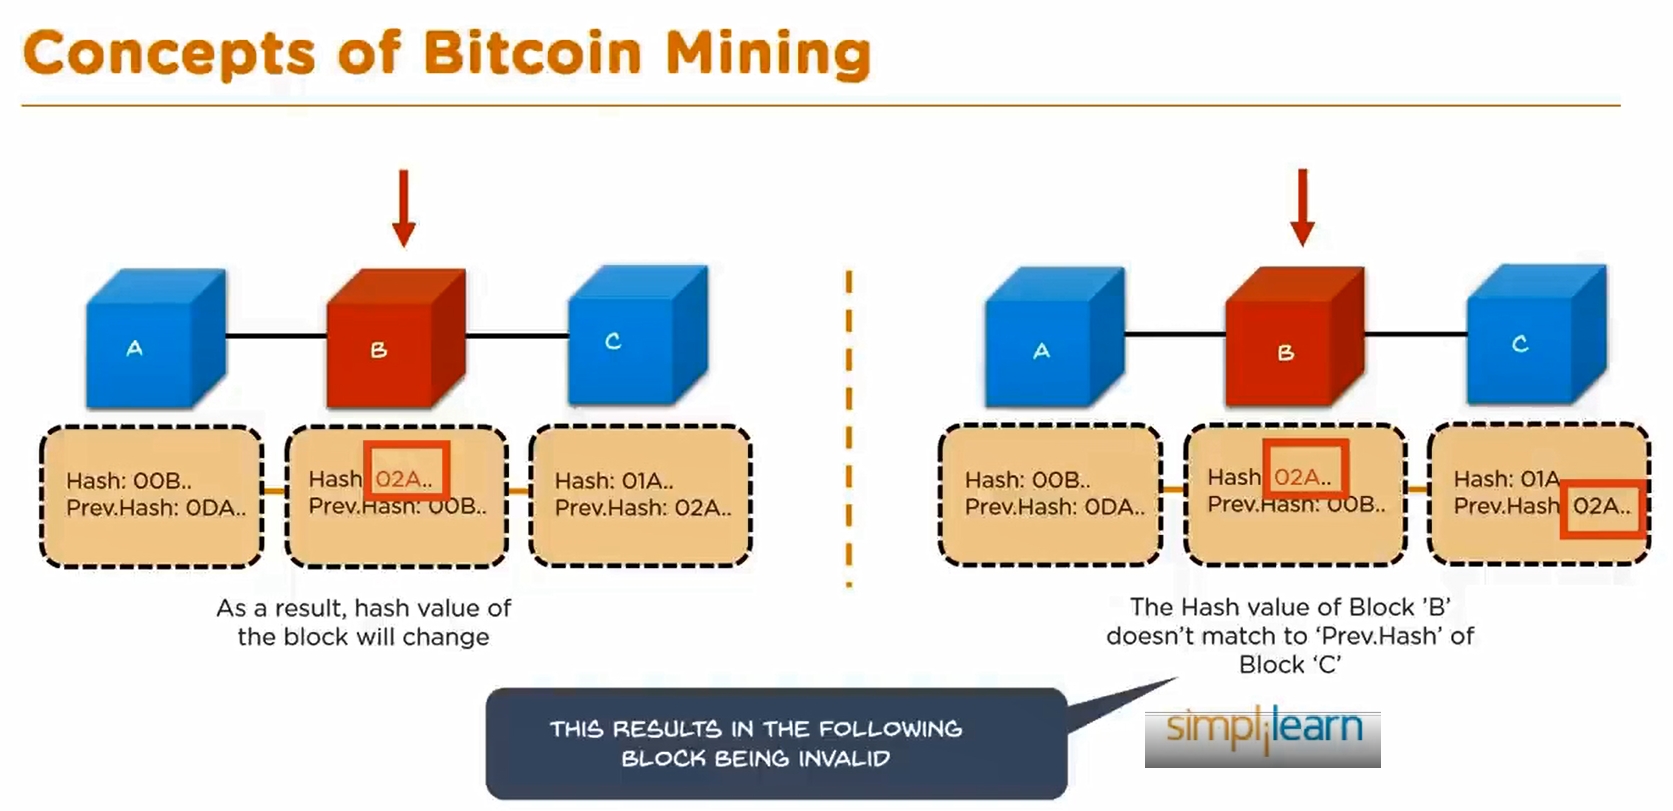 Concepts of Bitcoin Mining
A
B
C
Hash: 00B..
Prev.Hash: 0DA..
Hash 02A..
Prev.Hash: 00B..
Hash: 01A..
Prev.Hash: 02A..
As a result, hash value of
the block will change
A
B
C
Hash: 00B..
Prev.Hash: 0DA..
Hash 02A..
Prev.Hash: 00B..
Hash: 01A
Prev.Hash 02A..
The Hash value of Block 'B'
doesn't match to 'Prev.Hash' of
Block 'C'
THIS RESULTS IN THE FOLLOWING
BLOCK BEING INVALID
simplilearn